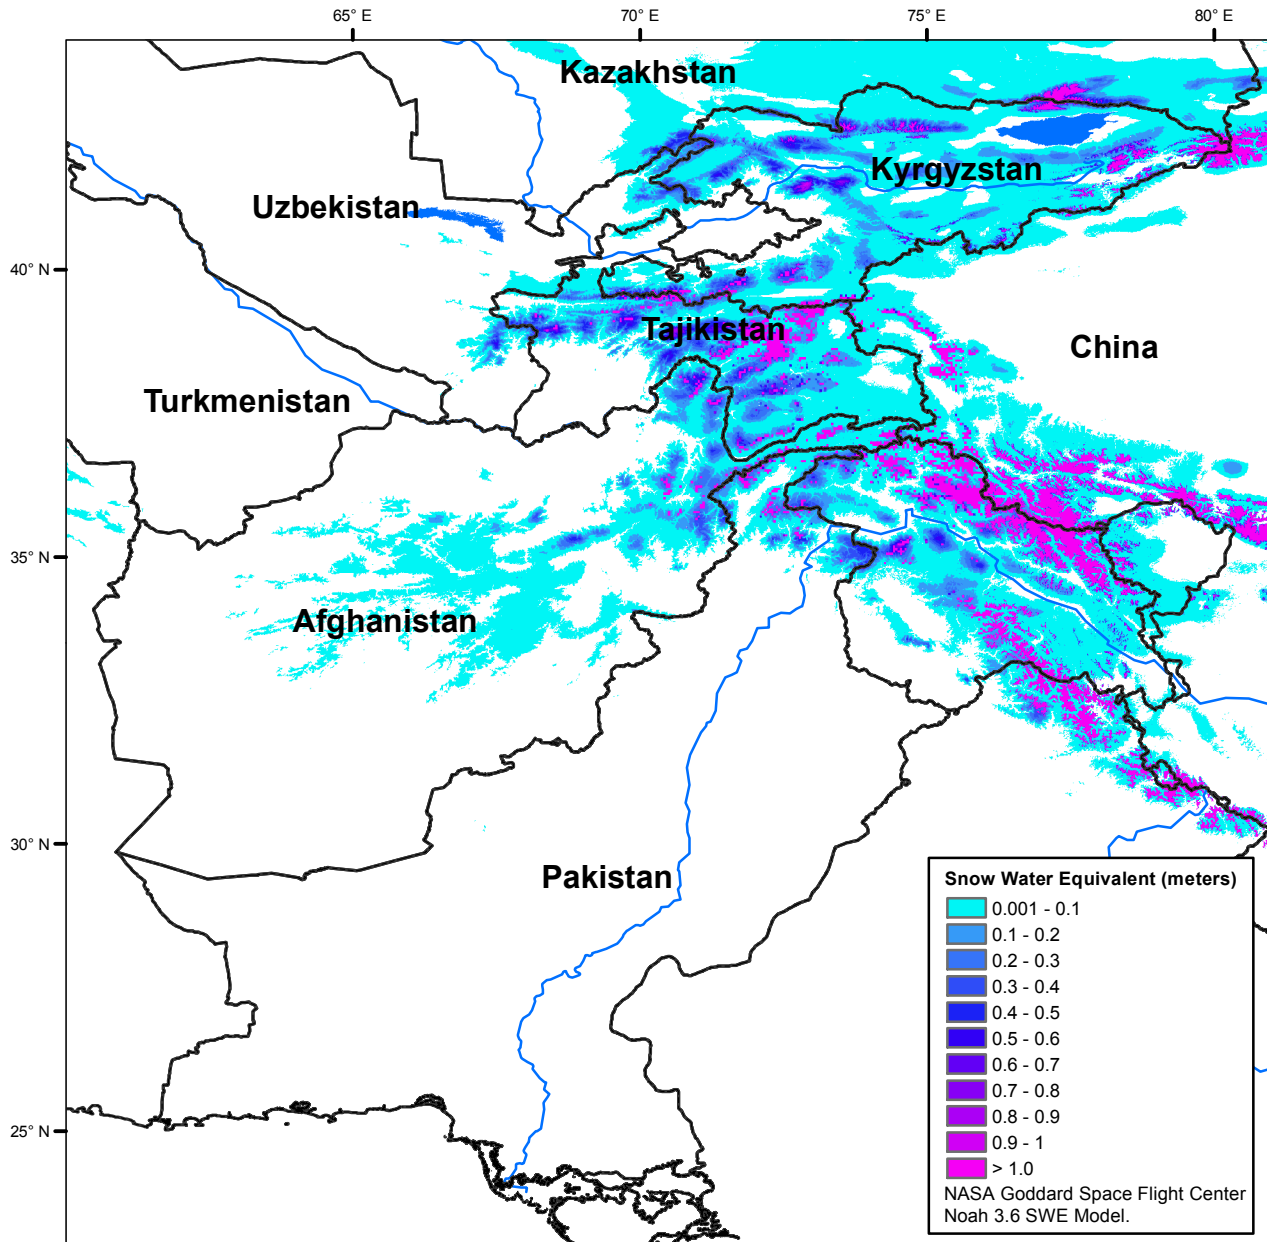 65° E
70° E
75° E
80° E
Kazakhstan
Kyrgyzstan
Uzbekistan
40° N
Tajikistan
China
Turkmenistan
35° N
Afghanistan
30° N
Pakistan
25° N
Snow Water Equivalent (meters)
0.001 - 0.1
0.1 - 0.2
0.2 - 0.3
0.3 - 0.4
0.4 - 0.5
0.5 - 0.6
0.6 - 0.7
0.7 - 0.8
0.8 - 0.9
0.9 - 1
> 1.0
NASA Goddard Space Flight Center
Noah 3.6 SWE Model.